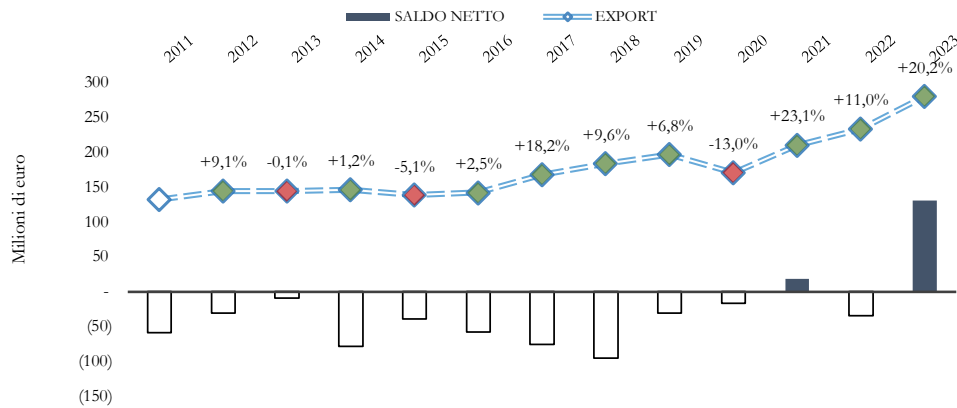 SALDO NETTO EXPORT
2011 2012 2013 2014 2015 2016 2017 2018 2019 2020 2021 2022 2023
+9,1% -0,1% +1,2% -5,1% +2,5% +18,2% +9,6% +6,8% -13,0% +23,1% +11,0% +20,2%
Milioni di euro
300
250
200
150
100
50
-
(50)
(100)
(150)